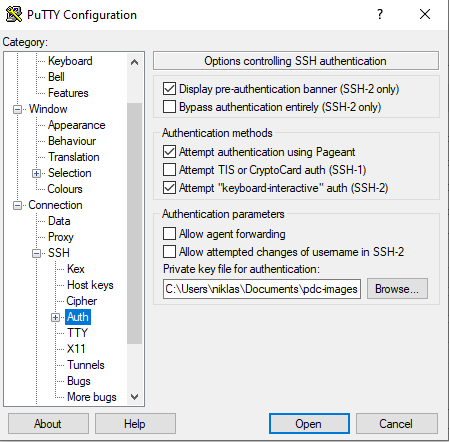 PuTTY Configuration
?
Category:
Keyboard
Bell
Features
Window
Appearance
Behaviour
Translation
Selection
Colours
Connection
Data
Proxy
SSH
Kex
Host keys
Cipher
Auth
TTY
X11
Tunnels
Bugs
More bugs
Options controlling SSH authentication
Display pre-authentication banner (SSH-2 only)
Bypass authentication entirely (SSH-2 only)
Authentication methods
Attempt authentication using Pageant
Attempt TIS or CryptoCard auth (SSH-1)
Attempt "keyboard-interactive" auth (SSH-2)
Authentication parameters
Allow agent forwarding
Allow attempted changes of username in SSH-2
Private key file for authentication:
C:\Users\niklas\Documents\pdc-images
Browse...
About
Help
Open
Cancel